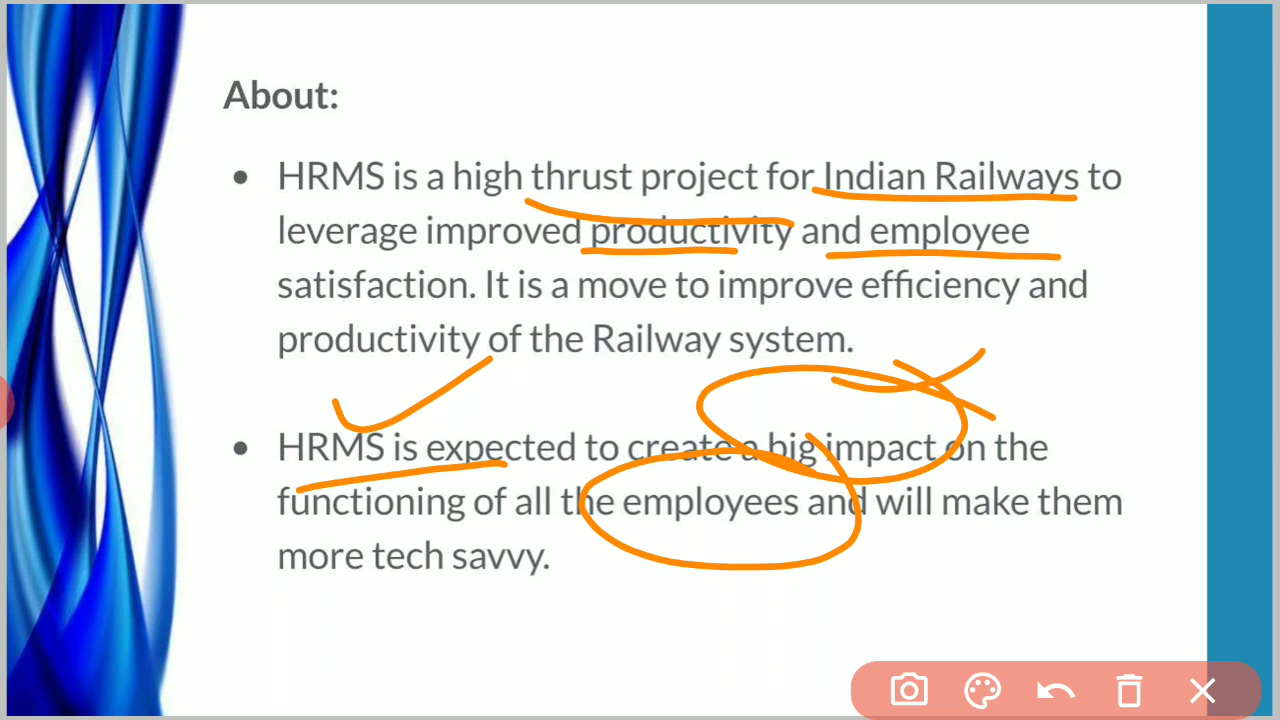 About:
HRMS is a high thrust project for Indian Railways to
leverage improved productivity and employee
satisfaction. It is a move to improve efficiency and
productivity of the Railway system.
HRMS is expected to create a big impact on the
functioning of all the employees and will make them
more tech savvy.